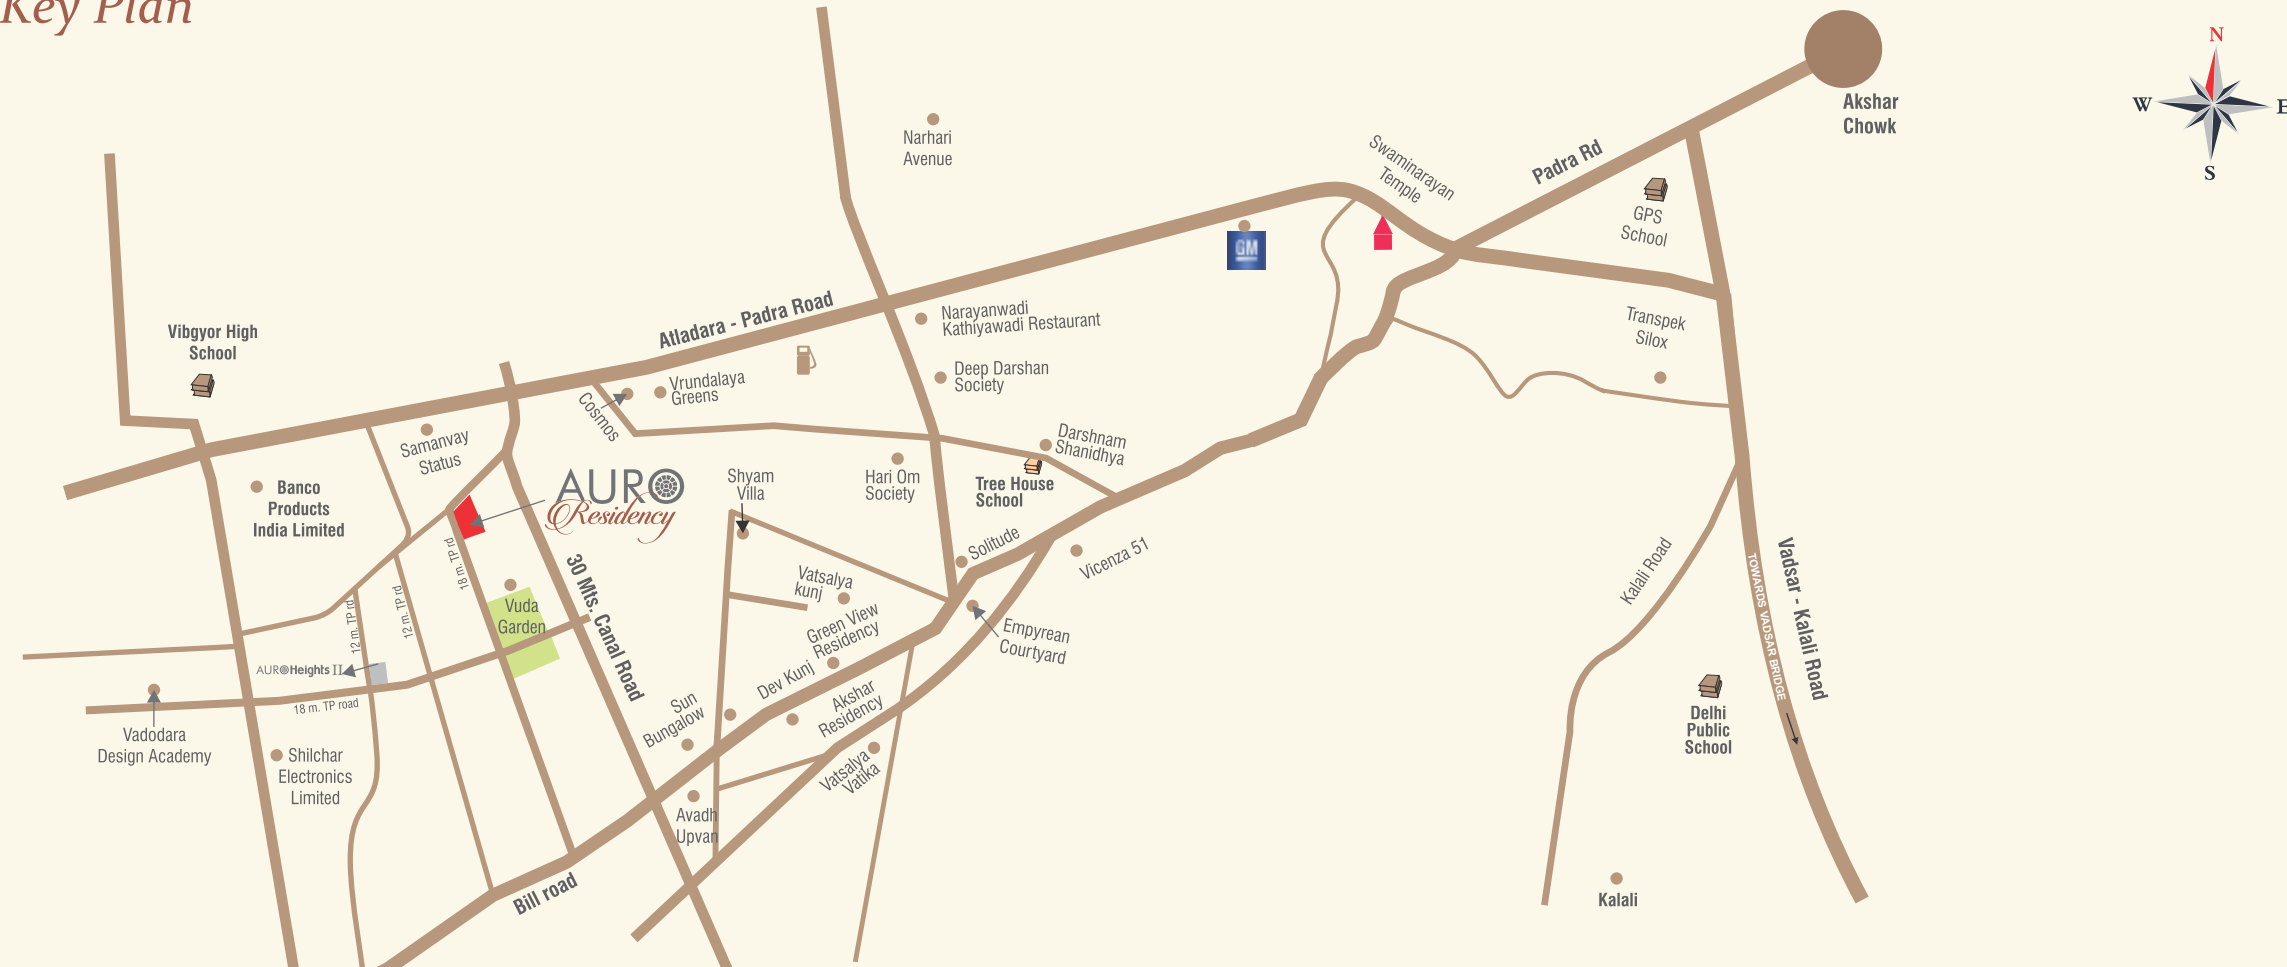 Key Plan
N
W
E
S
Akshar
Chowk
Narhari
Avenue
Swaminarayan
Temple
Padra Rd
GPS
School
GM
Transpek
Silox
Atladara - Padra Road
Narayanwadi
Kathiyawadi Restaurant
Vibgyor High
School
Vrundalaya
Greens
Cosmos
Deep Darshan
Society
Samanvay
Status
Darshnam
Shanidhya
Banco
Products
India Limited
AURO
Residency
Shyam
Villa
Hari Om
Society
Tree House
School
Solitude
Vicenza 51
18 m. TP rd
12 m. TP rd
12 m. TP rd
30 Mts. Canal Road
Vuda
Garden
Vatsalya
kunj
Green View
Residency
Empyrean
Courtyard
Kalali Road
TOWARDS VADSAR BRIDGE
Vadsar - Kalali Road
AUROHeights II
18 m. TP road
Dev Kunj
Sun
Bungalow
Akshar
Residency
Vadodara
Design Academy
Shilchar
Electronics
Limited
Vatsalya
Vatika
Avadh
Upvan
Delhi
Public
School
Bill road
Kalali